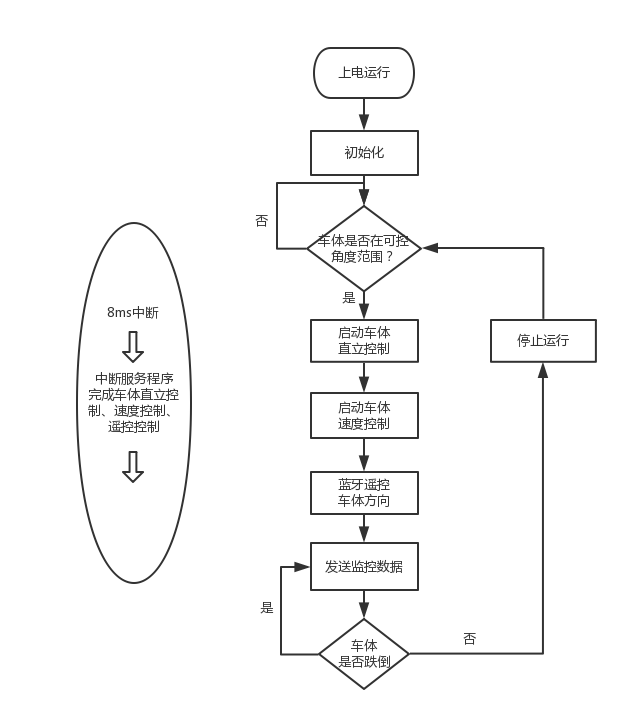 上电运行
初始化
否
车体是否在可控
角度范围？
是
启动车体
直立控制
停止运行
启动车体
速度控制
蓝牙遥控
车体方向
发送监控数据
是
车体
是否跌倒
否
8ms中断
中断服务程序
完成车体直立控
制、速度控制、
遥控控制